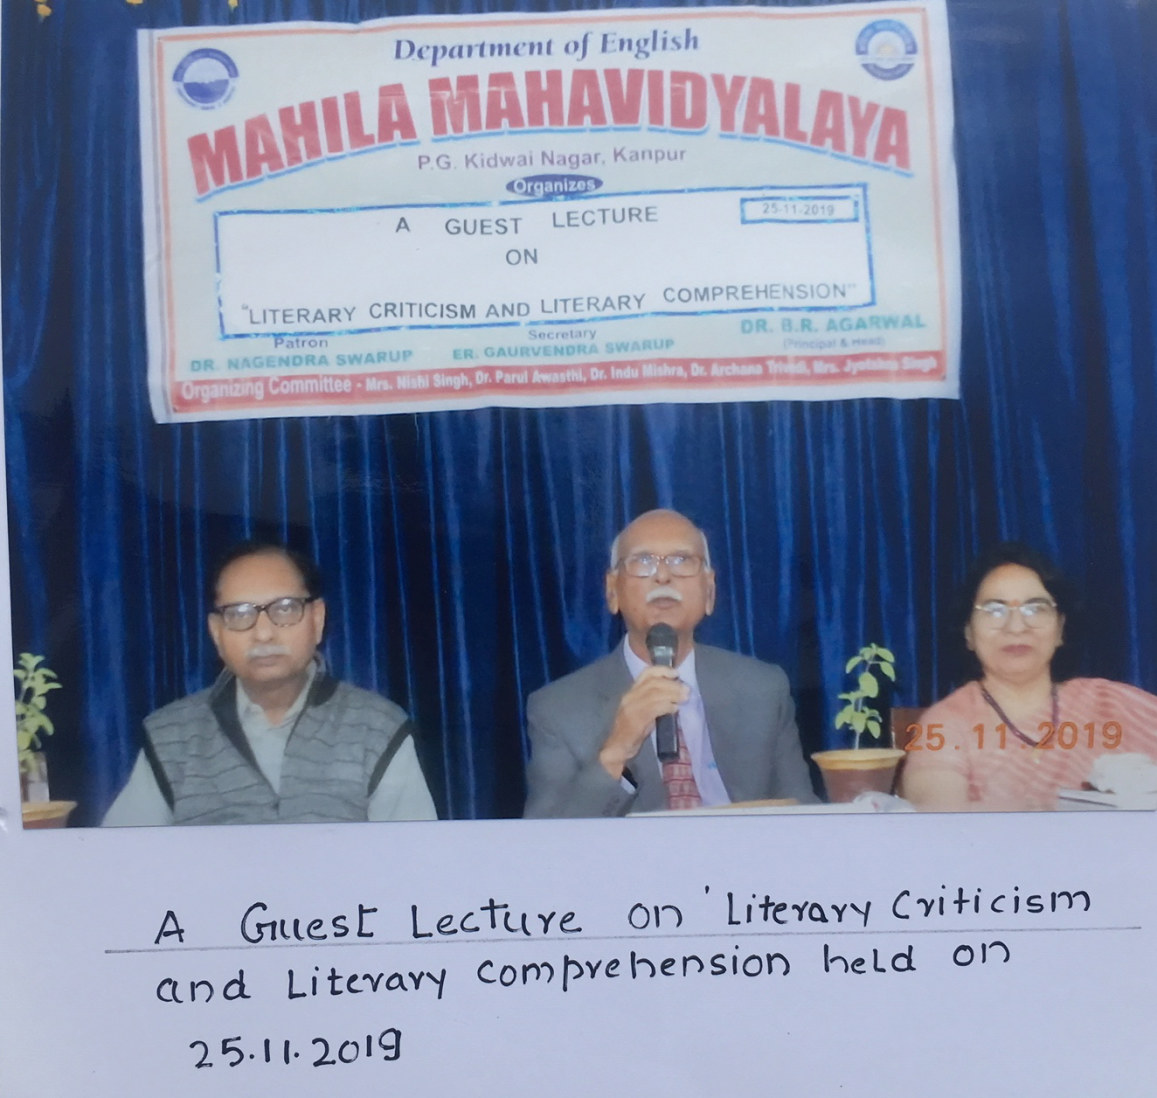 Department of English
MAHILA MAHAVIDYALAYA
P.G. Kidwai Nagar, Kanpur
Organizes
25-11-2019
A GUEST LECTURE
ON
"LITERARY CRITICISM AND LITERARY COMPREHENSION"
Patron
DR. NAGENDRA SWARUP
Secretary
ER. GAURVENDRA SWARUP
DR. B.R. AGARWAL
(Principal & Head)
Organizing Committee - Mrs. Nishi Singh, Dr. Parul Awasthi, Dr. Indu Mishra, Dr. Archana Trivedi, Mrs. Jyotsna Singh
25.11.2019
A Guest Lecture on 'Literary Criticism
and Literary Comprehension held on
25.11.2019